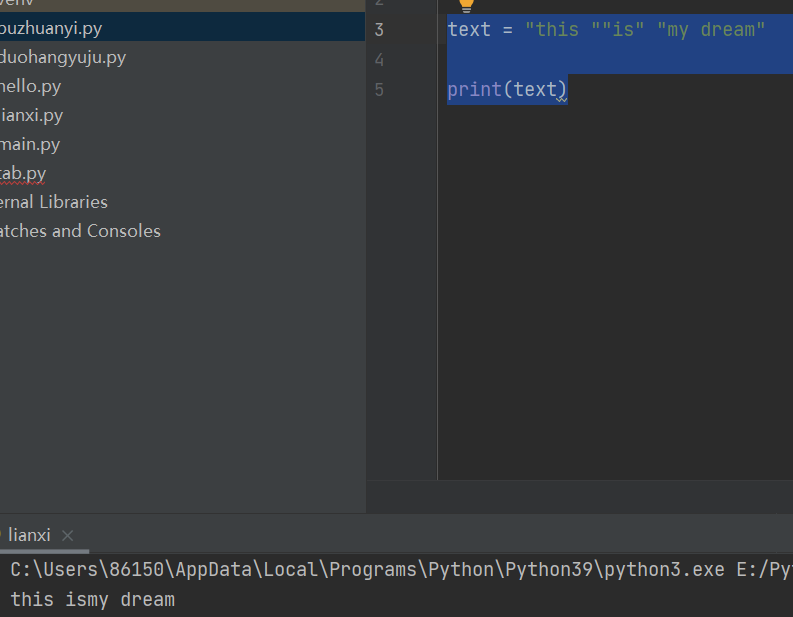 ouzhuanyi.py
duohangyuju.py
hello.py
lianxi.py
main.py
tab.py
ernal Libraries
atches and Consoles
3 text = "this ""is" "my dream"
4
5 print(text)
lianxi
C:\Users\86150\AppData\Local\Programs\Python\Python39\python3.exe E:/Py
this ismy dream